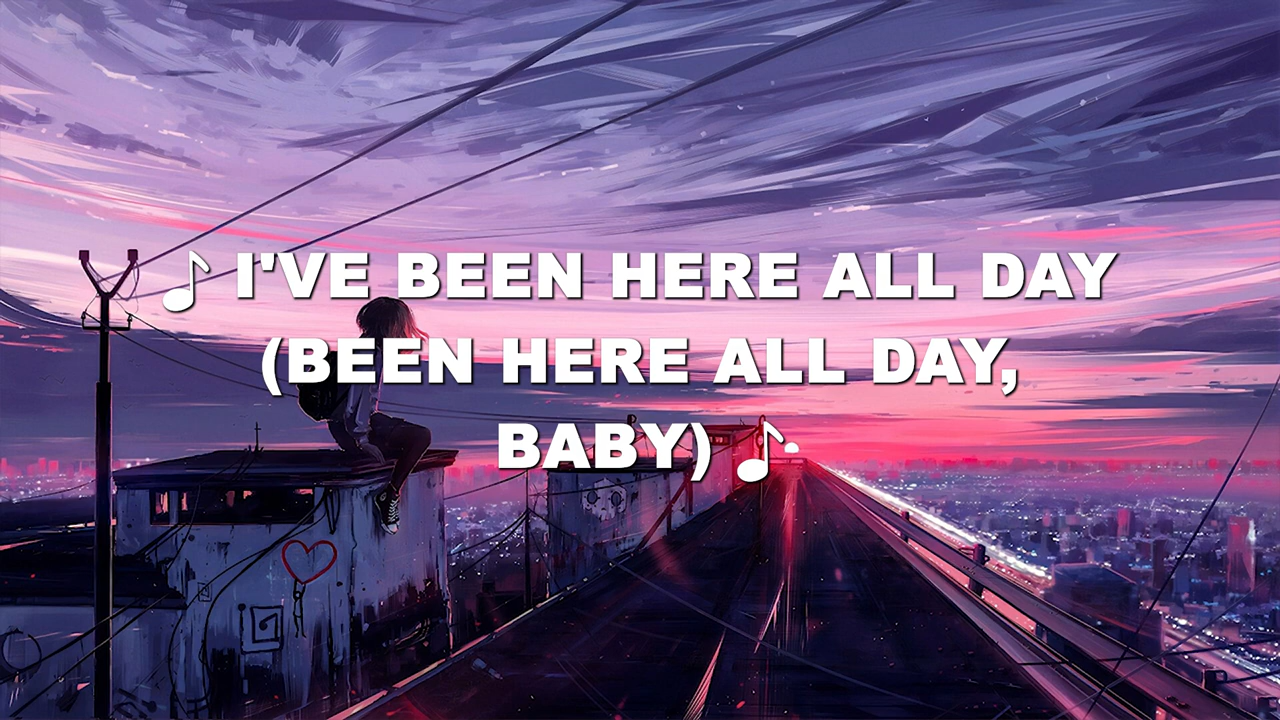 ♪ I'VE BEEN HERE ALL DAY
(BEEN HERE ALL DAY,
BABY) ♪